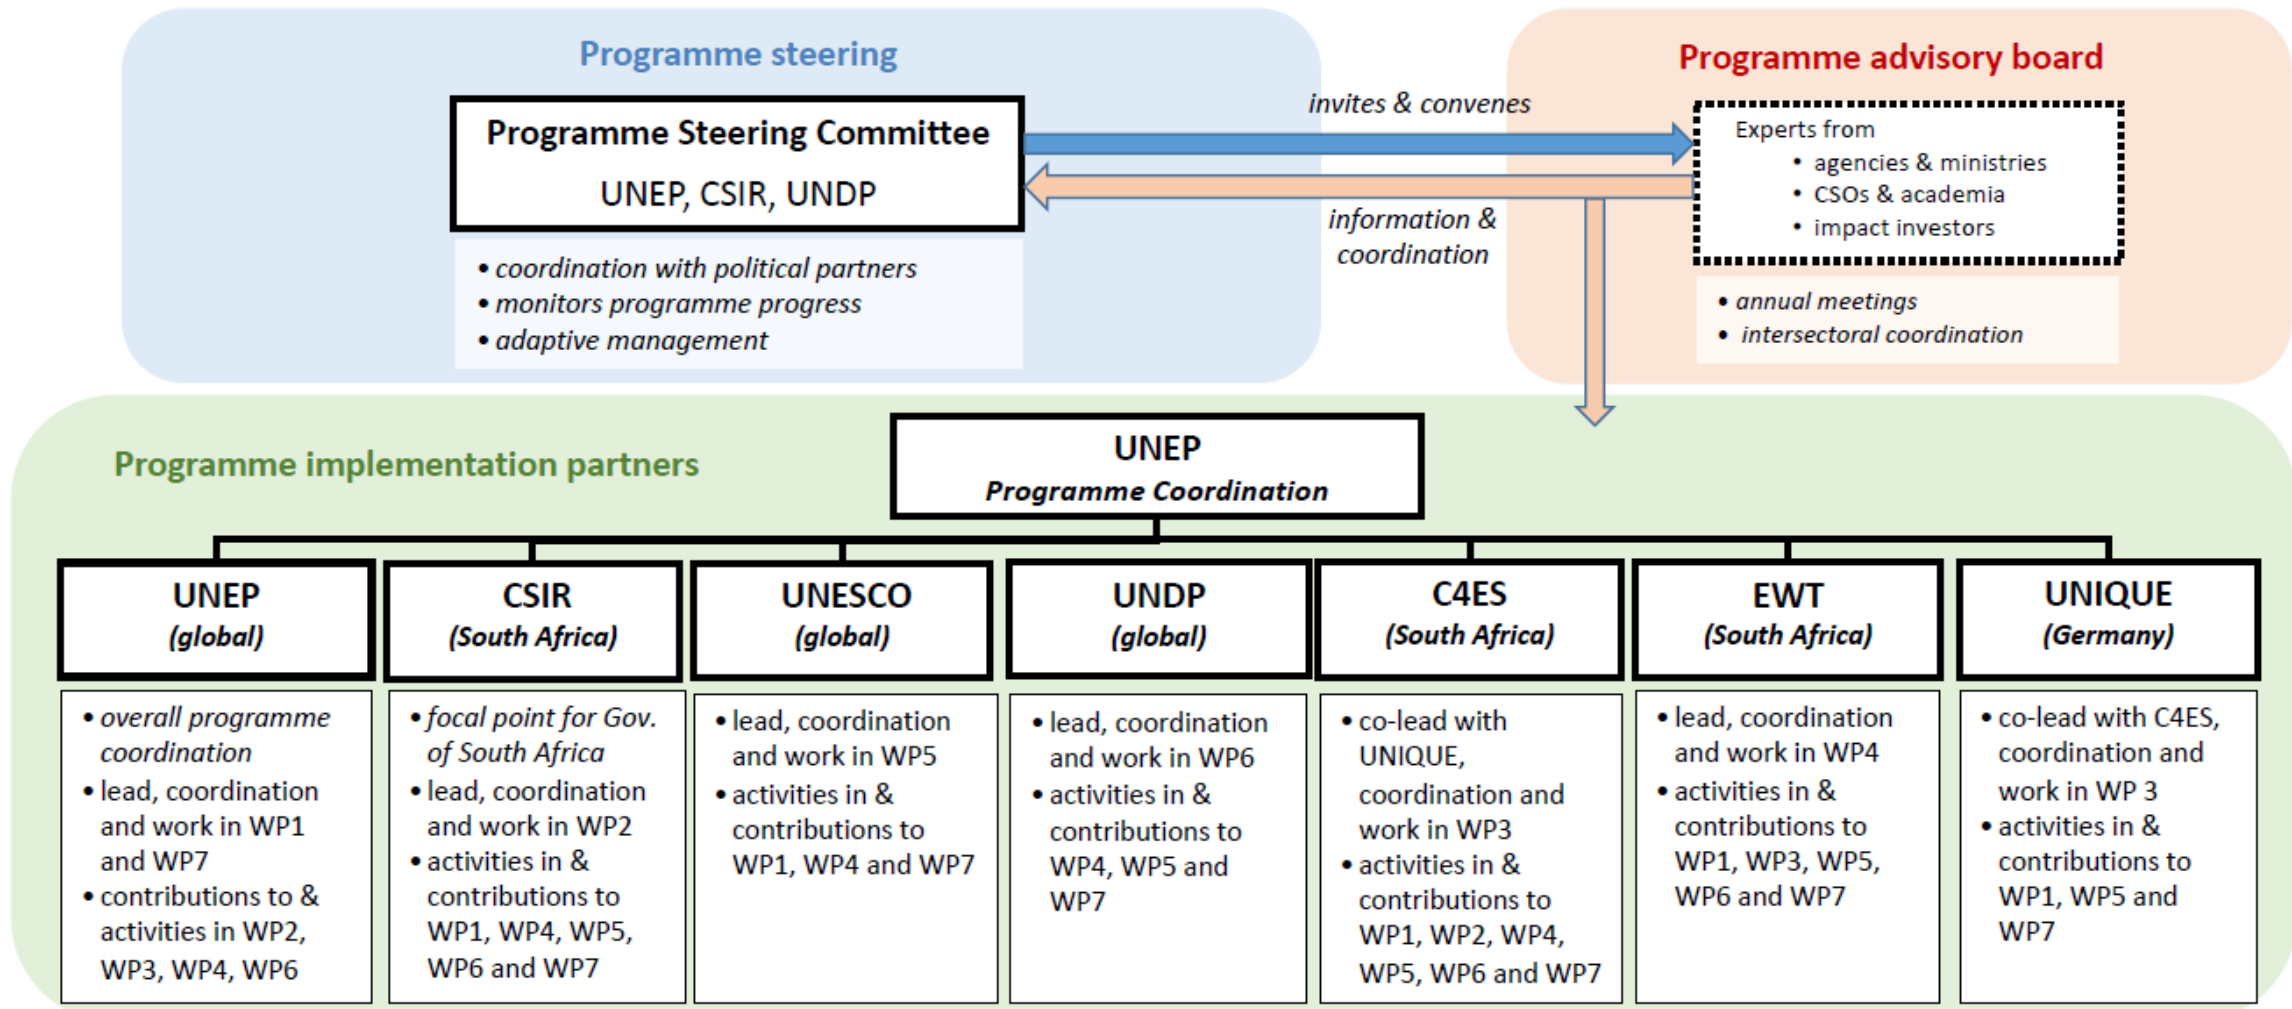 Programme steering
Programme Steering Committee
UNEP, CSIR, UNDP
• coordination with political partners
• monitors programme progress
• adaptive management
invites & convenes
information &
coordination
Programme advisory board
Experts from
• agencies & ministries
• CSOs & academia
• impact investors
• annual meetings
• intersectoral coordination
Programme implementation partners
UNEP
Programme Coordination
UNEP
(global)
• overall programme
coordination
• lead, coordination
and work in WP1
and WP7
• contributions to &
activities in WP2,
WP3, WP4, WP6
CSIR
(South Africa)
• focal point for Gov.
of South Africa
• lead, coordination
and work in WP2
• activities in &
contributions to
WP1, WP4, WP5,
WP6 and WP7
UNESCO
(global)
• lead, coordination
and work in WP5
• activities in &
contributions to
WP1, WP4 and WP7
UNDP
(global)
• lead, coordination
and work in WP6
• activities in &
contributions to
WP4, WP5 and
WP7
C4ES
(South Africa)
• co-lead with
UNIQUE,
coordination and
work in WP3
• activities in &
contributions to
WP1, WP2, WP4,
WP5, WP6 and WP7
EWT
(South Africa)
• lead, coordination
and work in WP4
• activities in &
contributions to
WP1, WP3, WP5,
WP6 and WP7
UNIQUE
(Germany)
• co-lead with C4ES,
coordination and
work in WP 3
• activities in &
contributions to
WP1, WP5 and
WP7